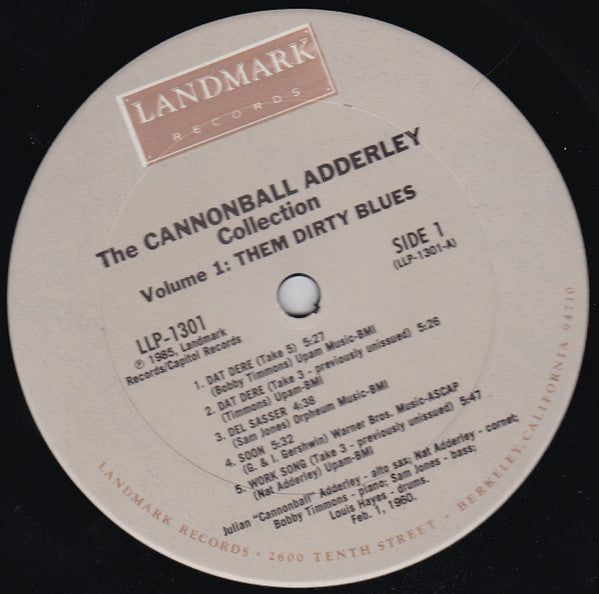 LANDMARK
RECORDS
The CANNONBALL ADDERLEY
Collection
Volume 1: THEM DIRTY BLUES
SIDE 1
(LLP-1301-A)
LLP-1301
℗ 1985, Landmark
Records/Capitol Records
1. DAT DERE (Take 5) 5:27
(Bobby Timmons) Upam Music-BMI
2. DAT DERE (Take 3 - previously unissued) 5:26
(Timmons) Upam-BMI
3. DEL SASSER 4:38
(Sam Jones) Orpheum Music-BMI
4. SOON 5:32
(G. & I. Gershwin) Warner Bros. Music-ASCAP
5. WORK SONG (Take 3 - previously unissued) 5:47
(Nat Adderley) Upam-BMI
Julian "Cannonball" Adderley - alto sax; Nat Adderley - cornet;
Bobby Timmons - piano; Sam Jones - bass;
Louis Hayes - drums.
Feb. 1, 1960.
LANDMARK RECORDS · 2600 TENTH STREET · BERKELEY, CALIFORNIA 94710